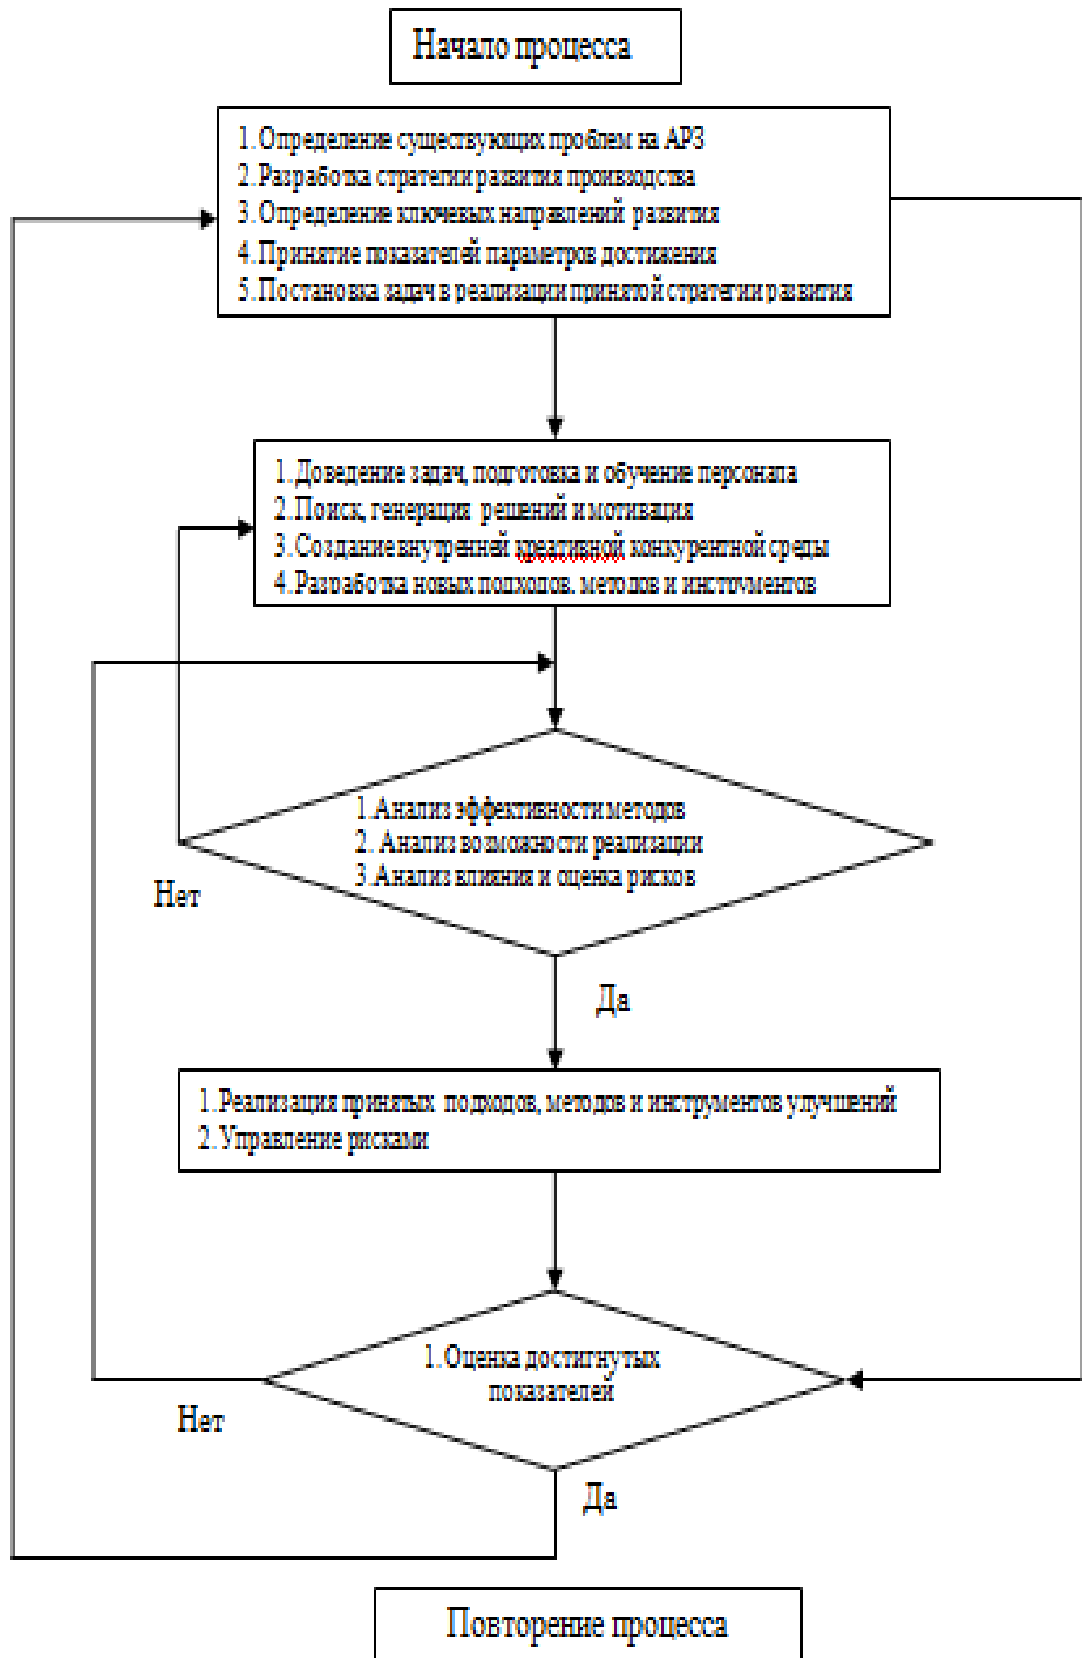 Начало процесса
1. Определение существующих проблем на АРЗ
2. Разработка стратегии развития производства
3. Определение ключевых направлений развития
4. Принятие показателей параметров достижения
5. Постановка задач в реализации принятой стратегии развития
1. Доведение задач, подготовка и обучение персонала
2. Поиск, генерация решений и мотивация
3. Создание внутренней креативной конкурентной среды
4. Разработка новых подходов, методов и инструментов
1. Анализ эффективности методов
2. Анализ возможности реализации
3. Анализ влияния и оценка рисков
Нет
Да
1. Реализация принятых подходов, методов и инструментов улучшений
2. Управление рисками
1. Оценка достигнутых
показателей
Нет
Да
Повторение процесса